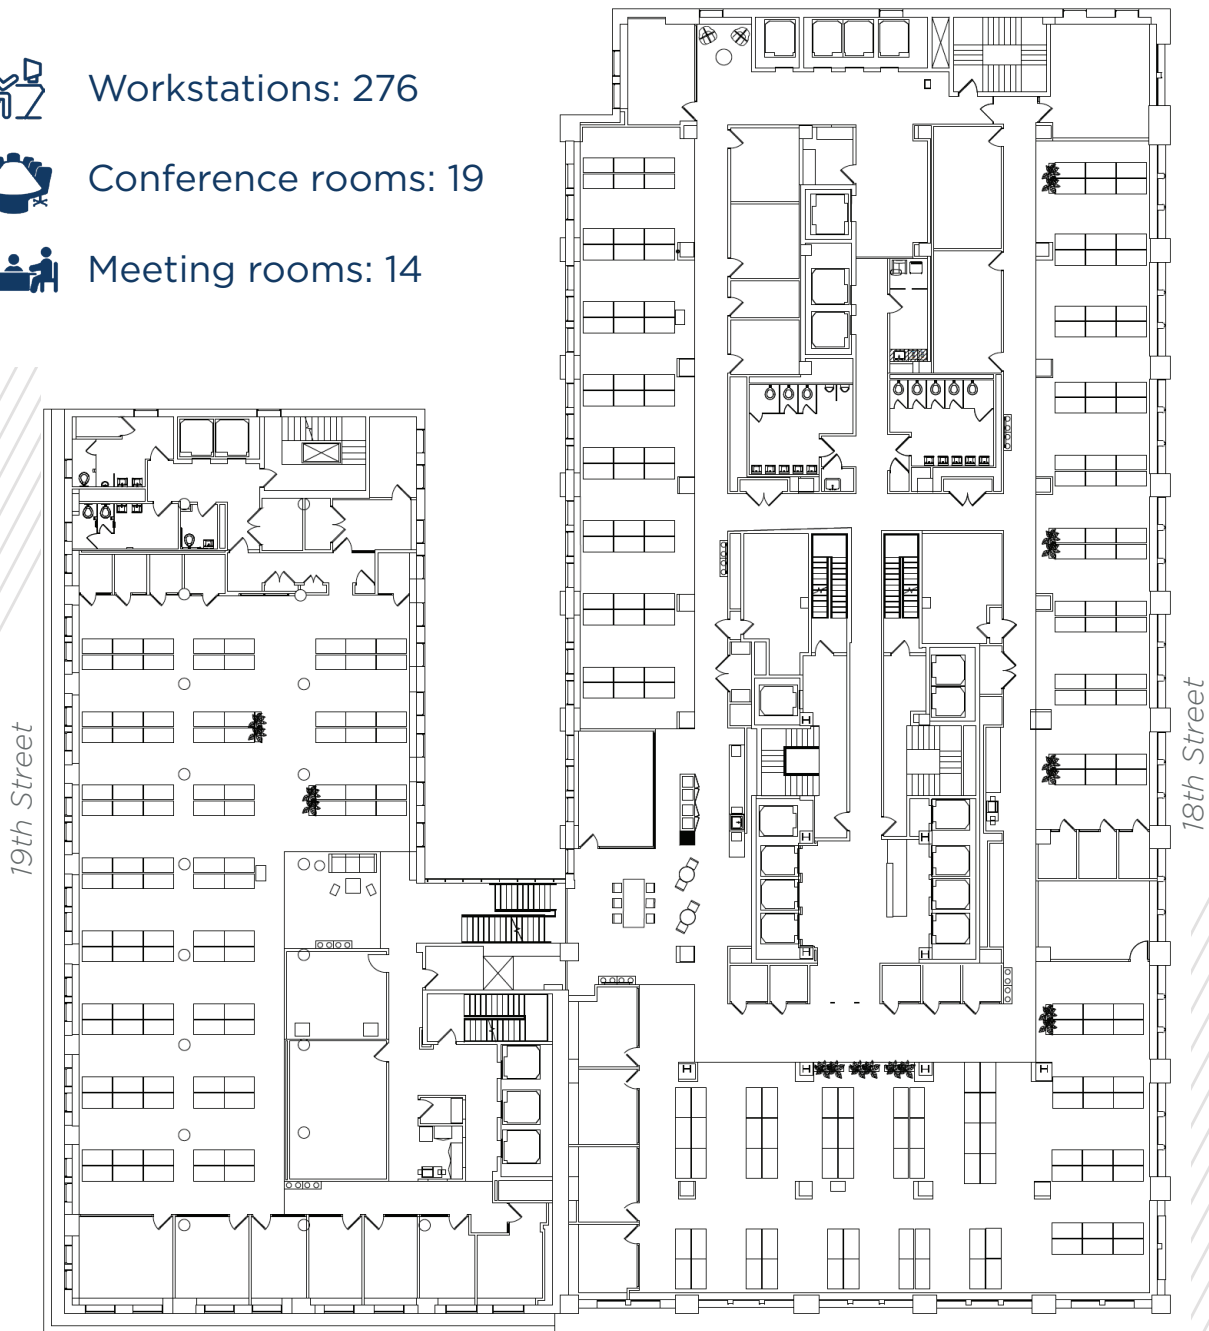 Workstations: 276
Conference rooms: 19
Meeting rooms: 14
19th Street
18th Street